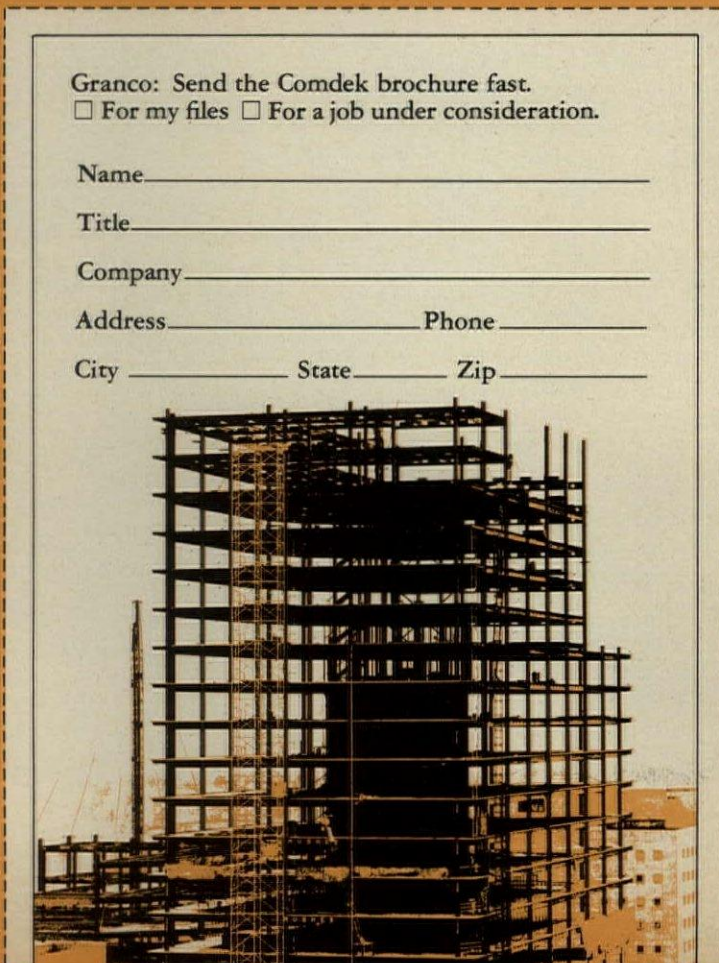 Granco: Send the Comdek brochure fast.
☐ For my files ☐ For a job under consideration.
Name
Title
Company
Address Phone
City State Zip